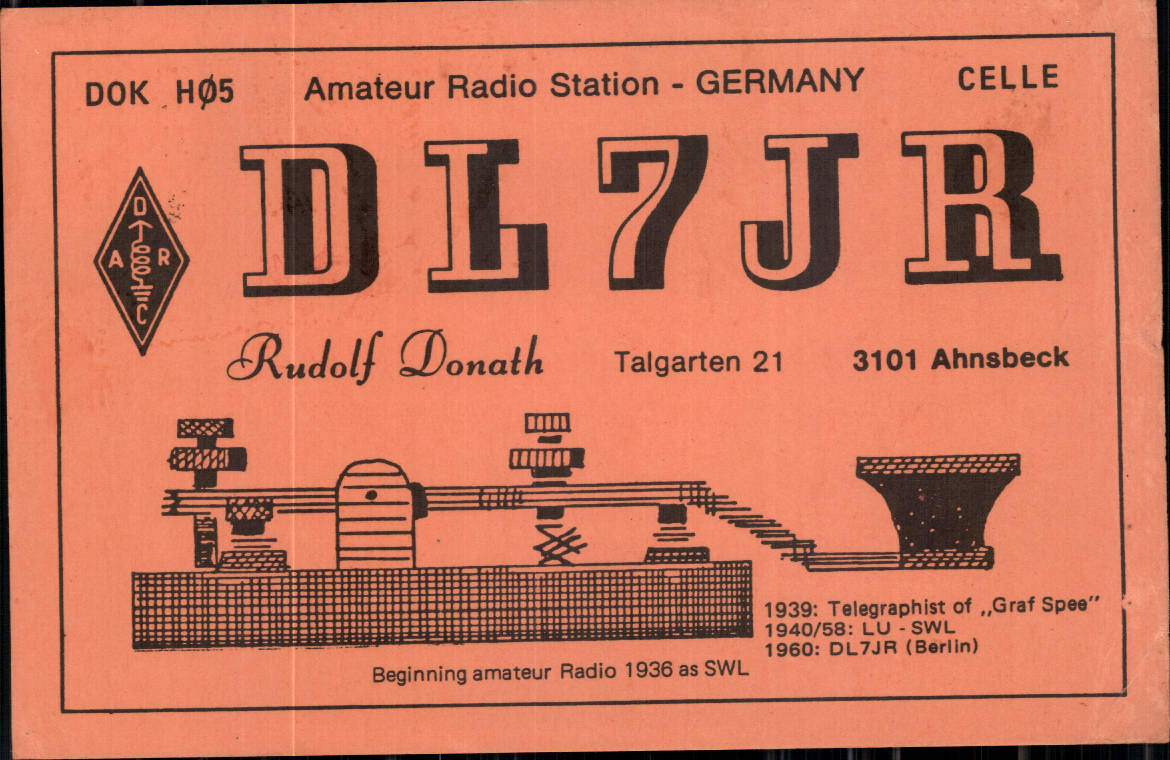 DOK HØ5 Amateur Radio Station - GERMANY CELLE
DL7JR
D
A R
C
Rudolf Donath Talgarten 21 3101 Ahnsbeck
1939: Telegraphist of „Graf Spee"
1940/58: LU - SWL
1960: DL7JR (Berlin)
Beginning amateur Radio 1936 as SWL